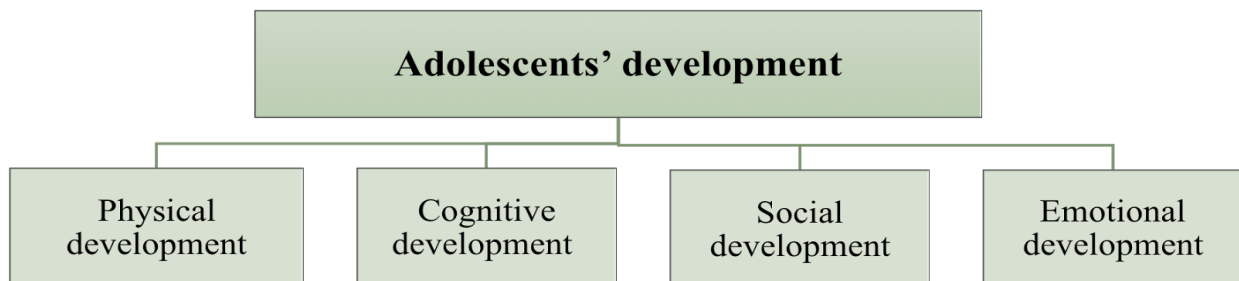 Adolescents’ development
Physical
development
Cognitive
development
Social
development
Emotional
development